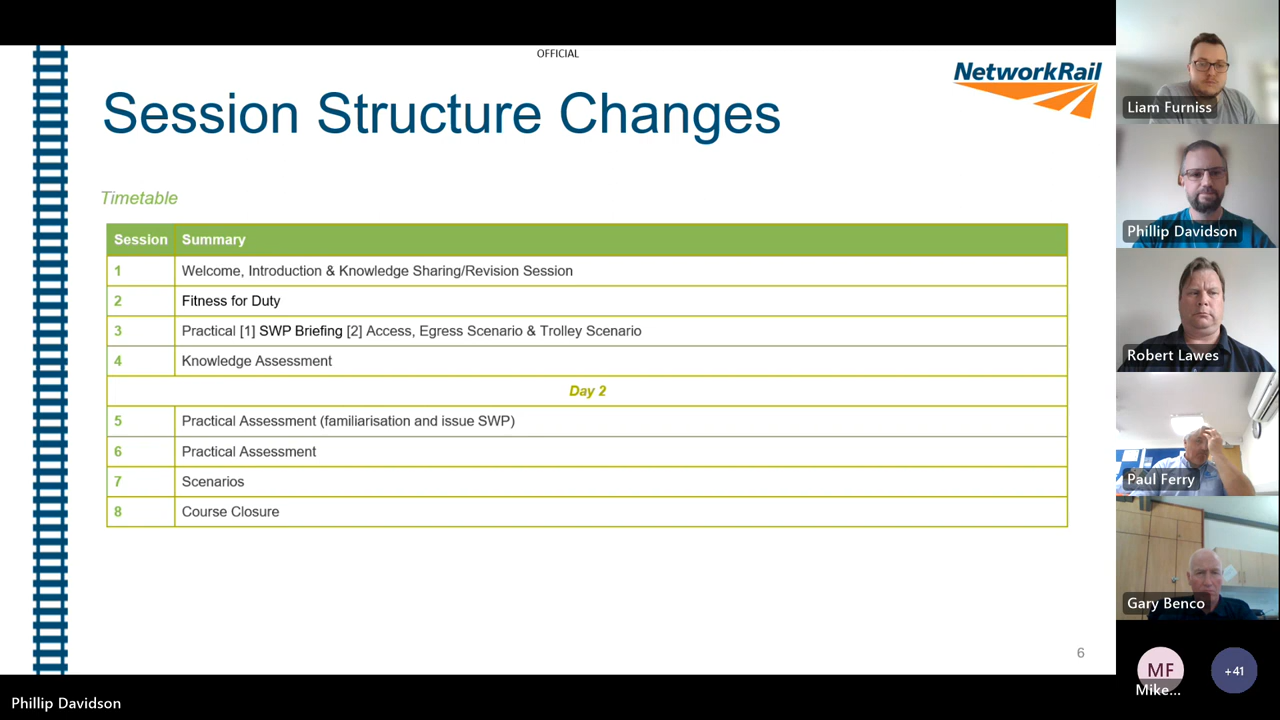 OFFICIAL
NetworkRail
Session Structure Changes
Timetable
Session Summary
1 Welcome, Introduction & Knowledge Sharing/Revision Session
2 Fitness for Duty
3 Practical [1] SWP Briefing [2] Access, Egress Scenario & Trolley Scenario
4 Knowledge Assessment
Day 2
5 Practical Assessment (familiarisation and issue SWP)
6 Practical Assessment
7 Scenarios
8 Course Closure
6
Phillip Davidson
Liam Furniss
Phillip Davidson
Robert Lawes
Paul Ferry
Gary Benco
MF
Mike...
+41